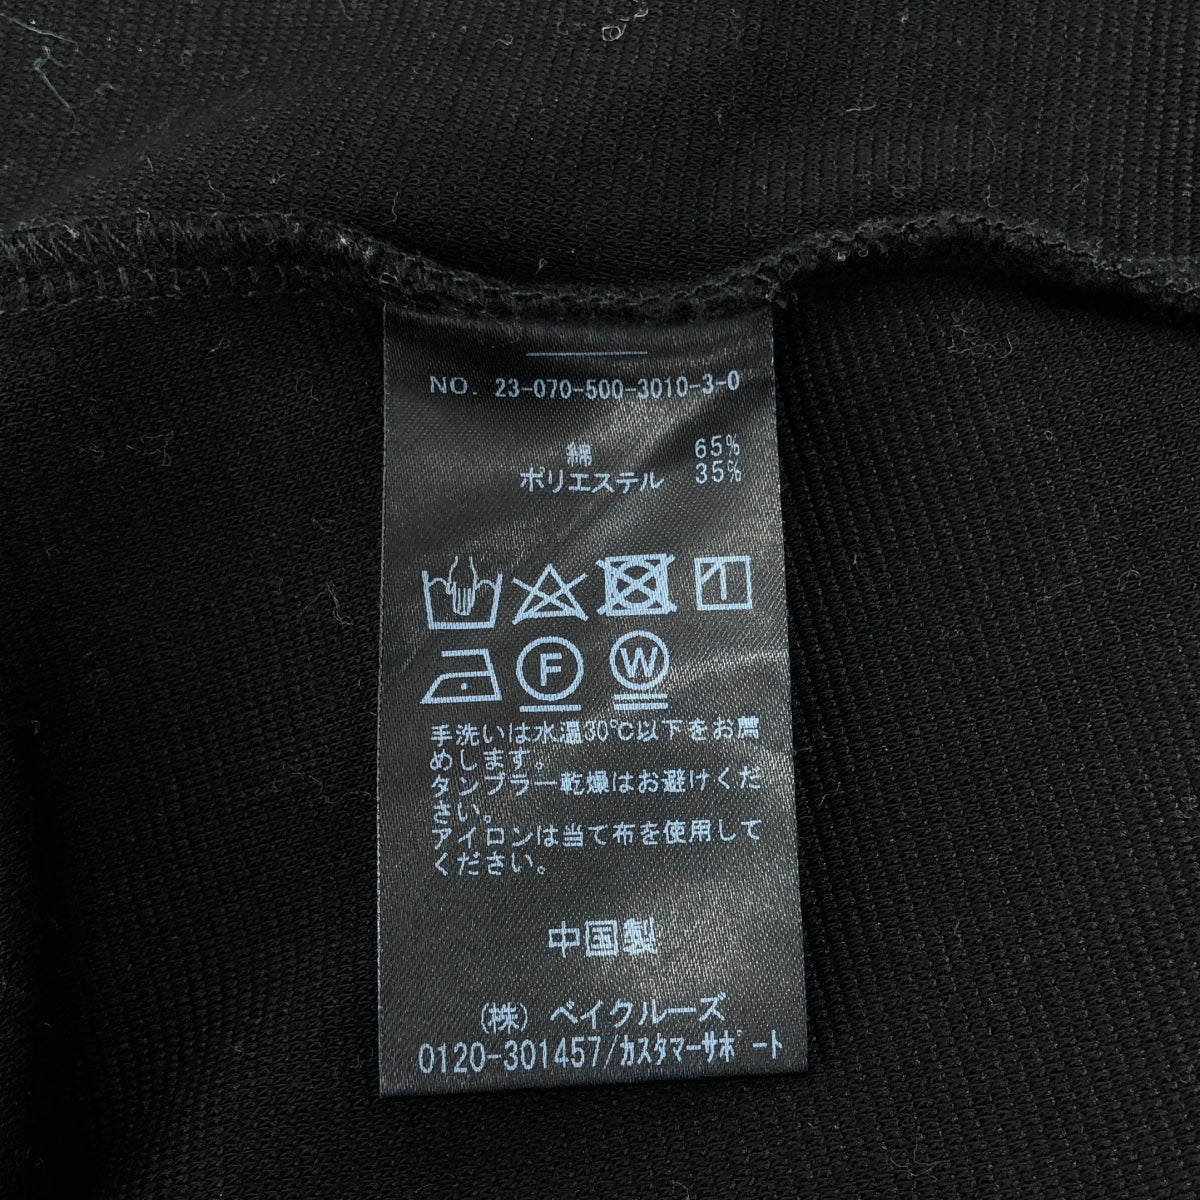 NO. 23-070-500-3010-3-0
綿 65%
ポリエステル 35%
F W
手洗いは水温30℃以下をお薦
めします。
タンブラー乾燥はお避けくだ
さい。
アイロンは当て布を使用して
ください。
中国製
(株) ベイクルーズ
0120-301457/カスタマーサポート